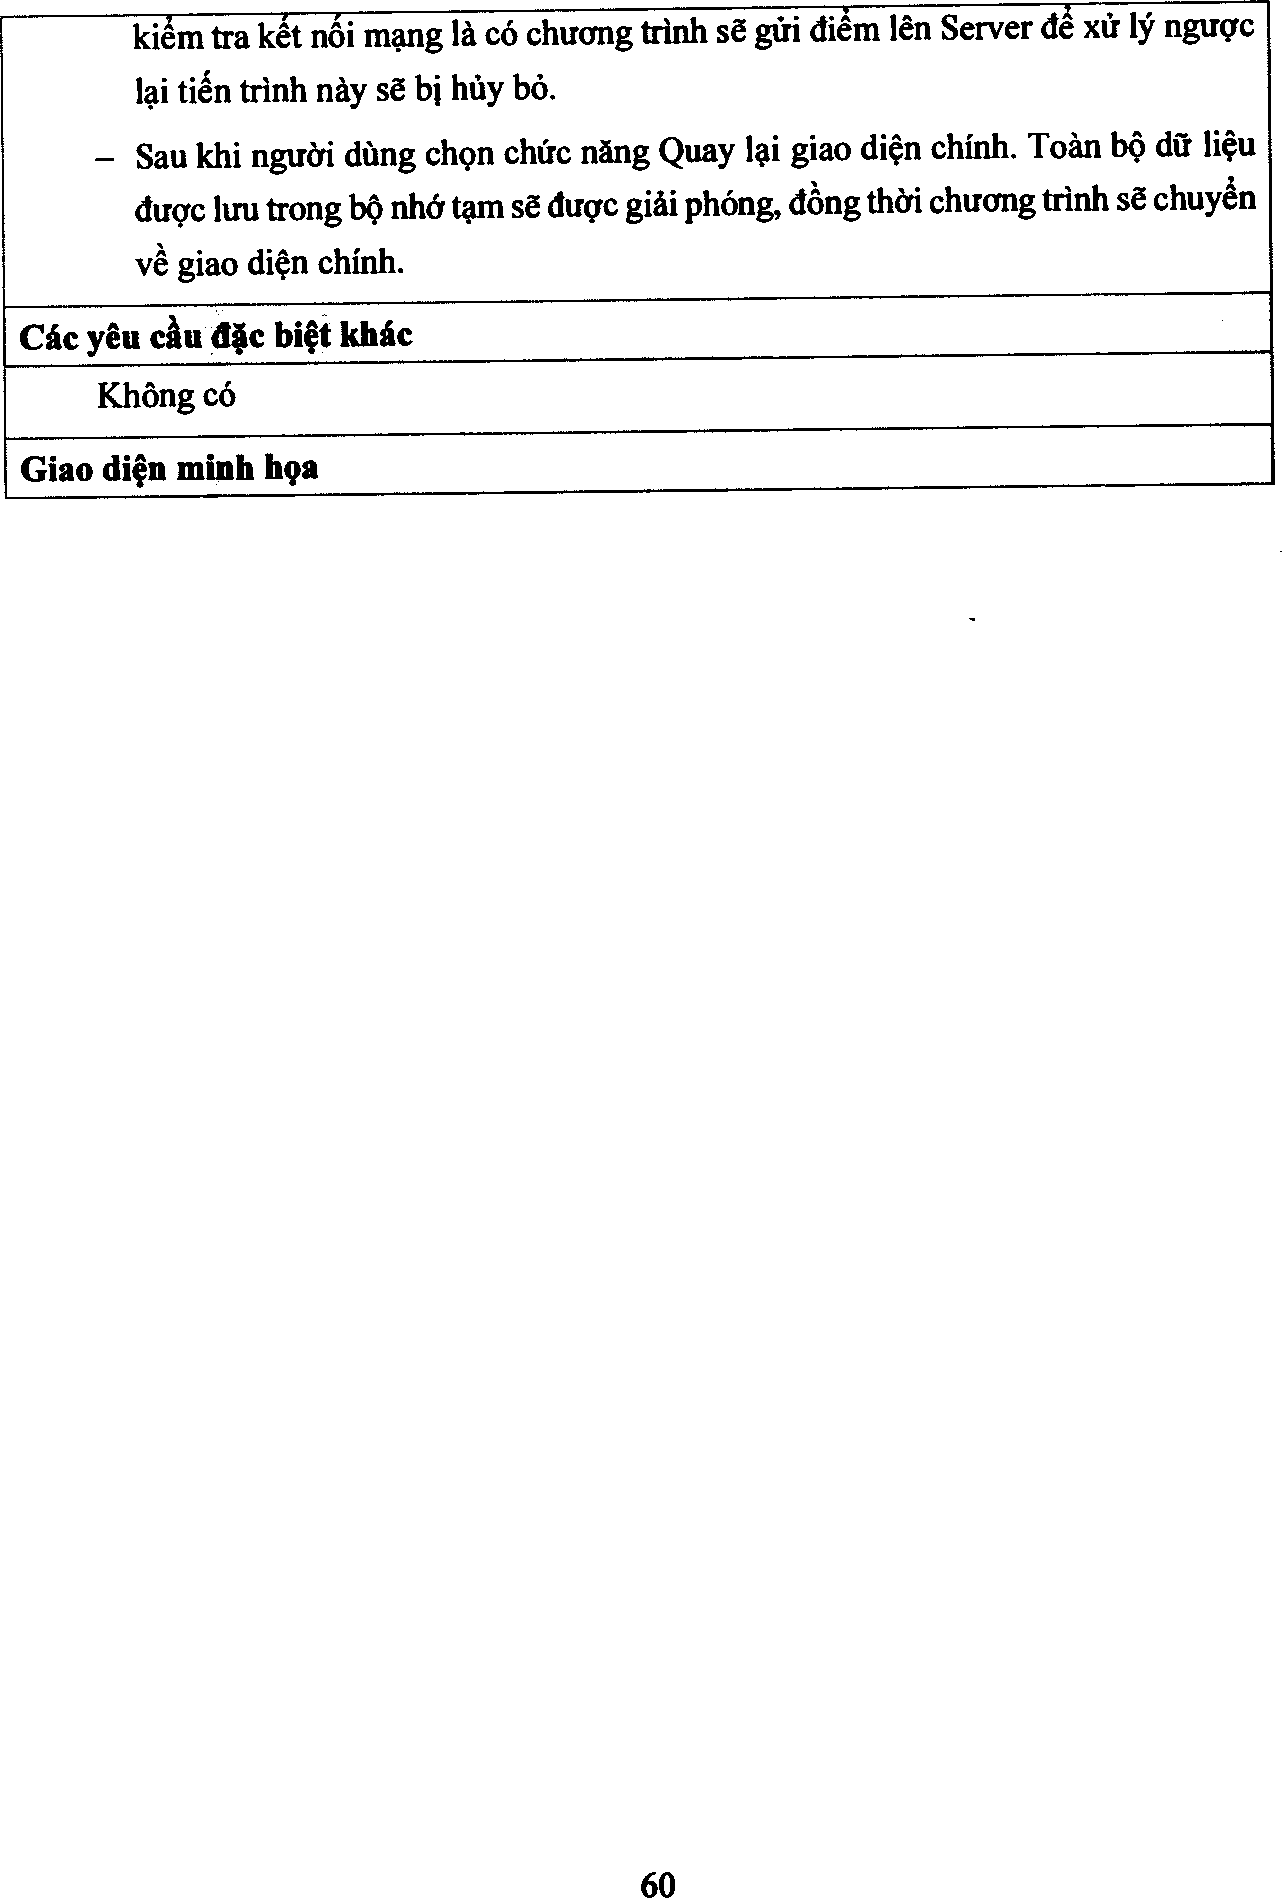 kiểm tra kết nối mạng là có chương trình sẽ gửi điểm lên Server để xử lý ngược
lại tiến trình này sẽ bị hủy bỏ.
– Sau khi người dùng chọn chức năng Quay lại giao diện chính. Toàn bộ dữ liệu
được lưu trong bộ nhớ tạm sẽ được giải phóng, đồng thời chương trình sẽ chuyển
về giao diện chính.
Các yêu cầu đặc biệt khác
Không có
Giao diện minh họa
60